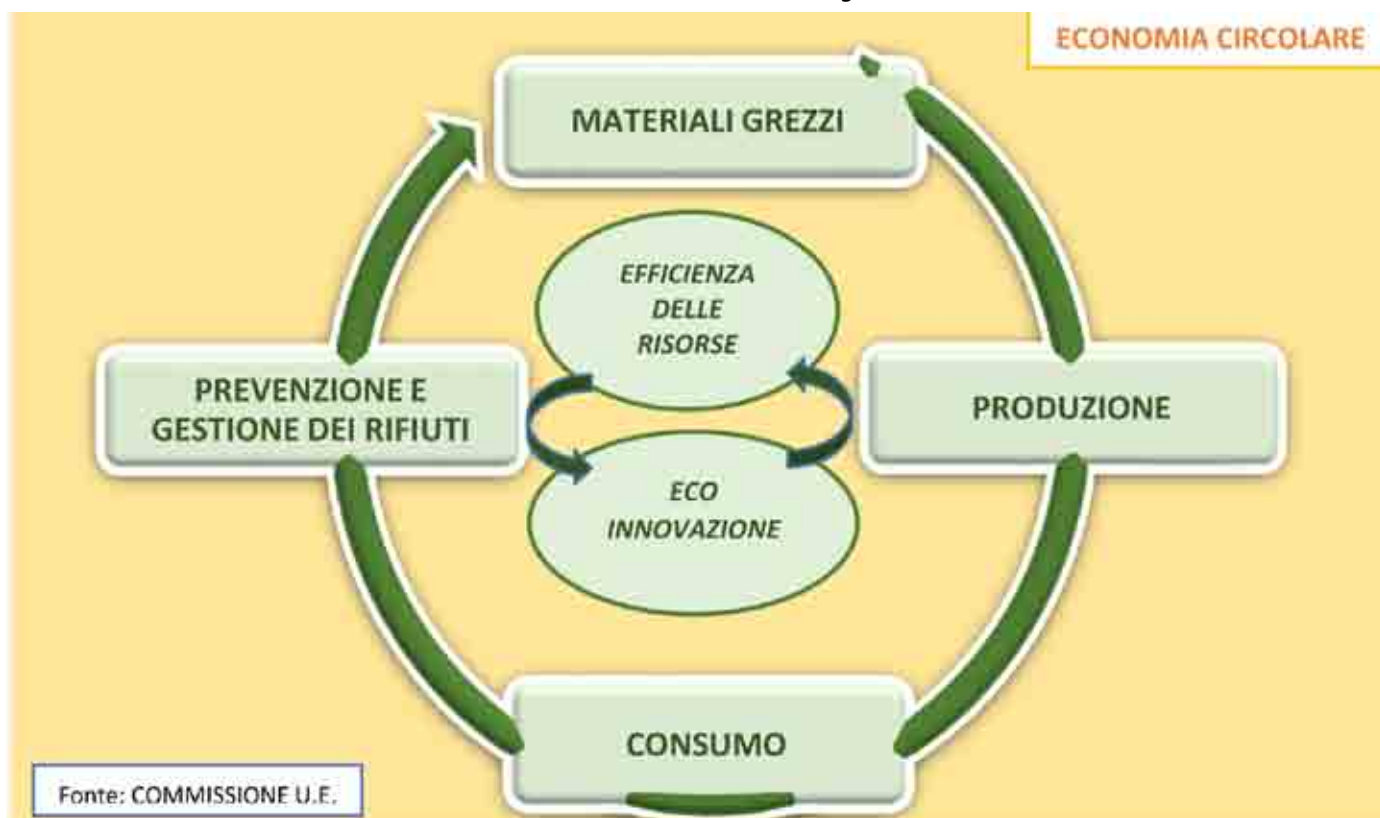 ECONOMIA CIRCOLARE
MATERIALI GREZZI
EFFICIENZA
DELLE
RISORSE
PREVENZIONE E
GESTIONE DEI RIFIUTI
PRODUZIONE
ECO
INNOVAZIONE
CONSUMO
Fonte: COMMISSIONE U.E.